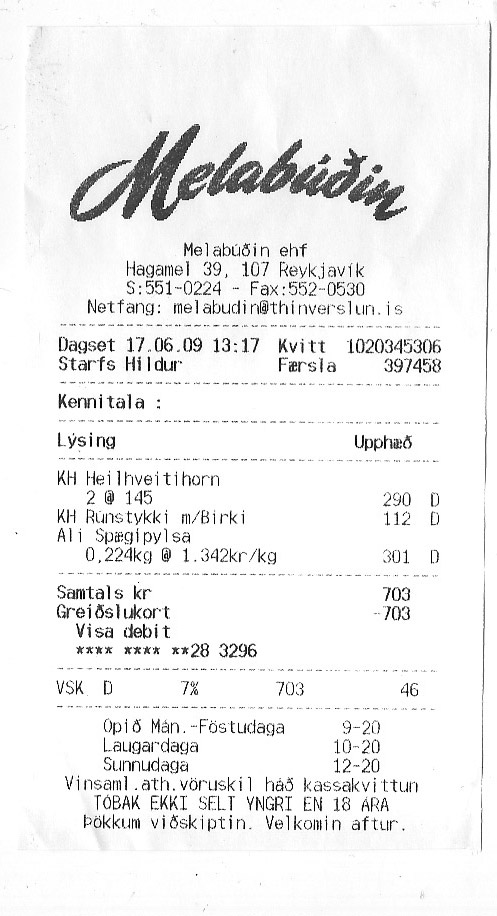 Melabúðin
Melabúðin ehf
Hagamel 39, 107 Reykjavík
S:551-0224 - Fax:552-0530
Netfang: melabudin@thinverslun.is
Dagset 17.06.09 13:17 Kvitt 1020345306
Starfs Hildur Færsla 397458
Kennitala :
Lýsing Upphæð
KH Heilhveitihorn
2 @ 145 290 D
KH Rúnstykki m/Birki 112 D
Ali Spægipylsa
0,224kg @ 1.342kr/kg 301 D
Samtals kr 703
Greiðslukort -703
Visa debit
**** **** **28 3296
VSK D 7% 703 46
Opið Mán.-Föstudaga 9-20
Laugardaga 10-20
Sunnudaga 12-20
Vinsaml.ath.vöruskil háð kassakvittun
TÓBAK EKKI SELT YNGRI EN 18 ÁRA
Þökkum viðskiptin. Velkomin aftur.